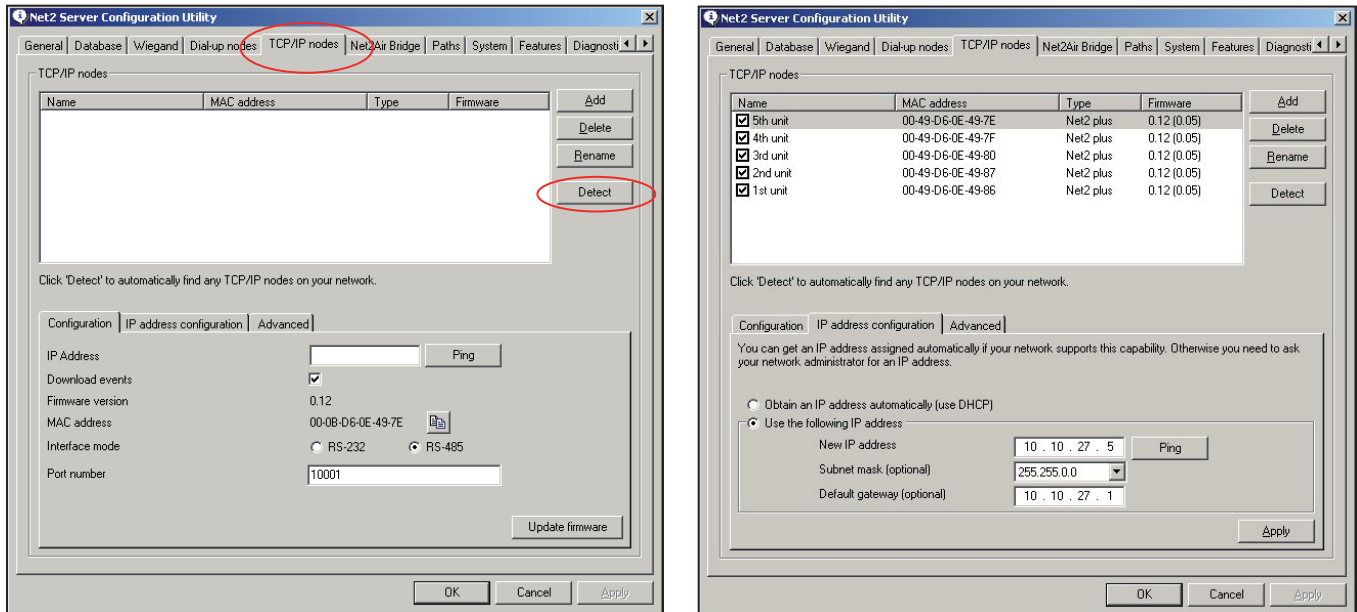 Net2 Server Configuration Utility
General Database Wiegand Dial-up nodes TCP/IP nodes Net2Air Bridge Paths System Features Diagnosti
TCP/IP nodes
Name MAC address Type Firmware
Add
Delete
Rename
Detect
Click 'Detect' to automatically find any TCP/IP nodes on your network.
Configuration IP address configuration Advanced
IP Address Ping
Download events
Firmware version 0.12
MAC address 00-0B-D6-0E-49-7E
Interface mode RS-232 RS-485
Port number 10001
Update firmware
OK Cancel Apply
Net2 Server Configuration Utility
General Database Wiegand Dial-up nodes TCP/IP nodes Net2Air Bridge Paths System Features Diagnosti
TCP/IP nodes
Name MAC address Type Firmware
5th unit 00-49-D6-0E-49-7E Net2 plus 0.12 (0.05)
4th unit 00-49-D6-0E-49-7F Net2 plus 0.12 (0.05)
3rd unit 00-49-D6-0E-49-80 Net2 plus 0.12 (0.05)
2nd unit 00-49-D6-0E-49-87 Net2 plus 0.12 (0.05)
1st unit 00-49-D6-0E-49-86 Net2 plus 0.12 (0.05)
Add
Delete
Rename
Detect
Click 'Detect' to automatically find any TCP/IP nodes on your network.
Configuration IP address configuration Advanced
You can get an IP address assigned automatically if your network supports this capability. Otherwise you need to ask
your network administrator for an IP address.
Obtain an IP address automatically (use DHCP)
Use the following IP address
New IP address 10 . 10 . 27 . 5 Ping
Subnet mask (optional) 255.255.0.0
Default gateway (optional) 10 . 10 . 27 . 1
Apply
OK Cancel Apply